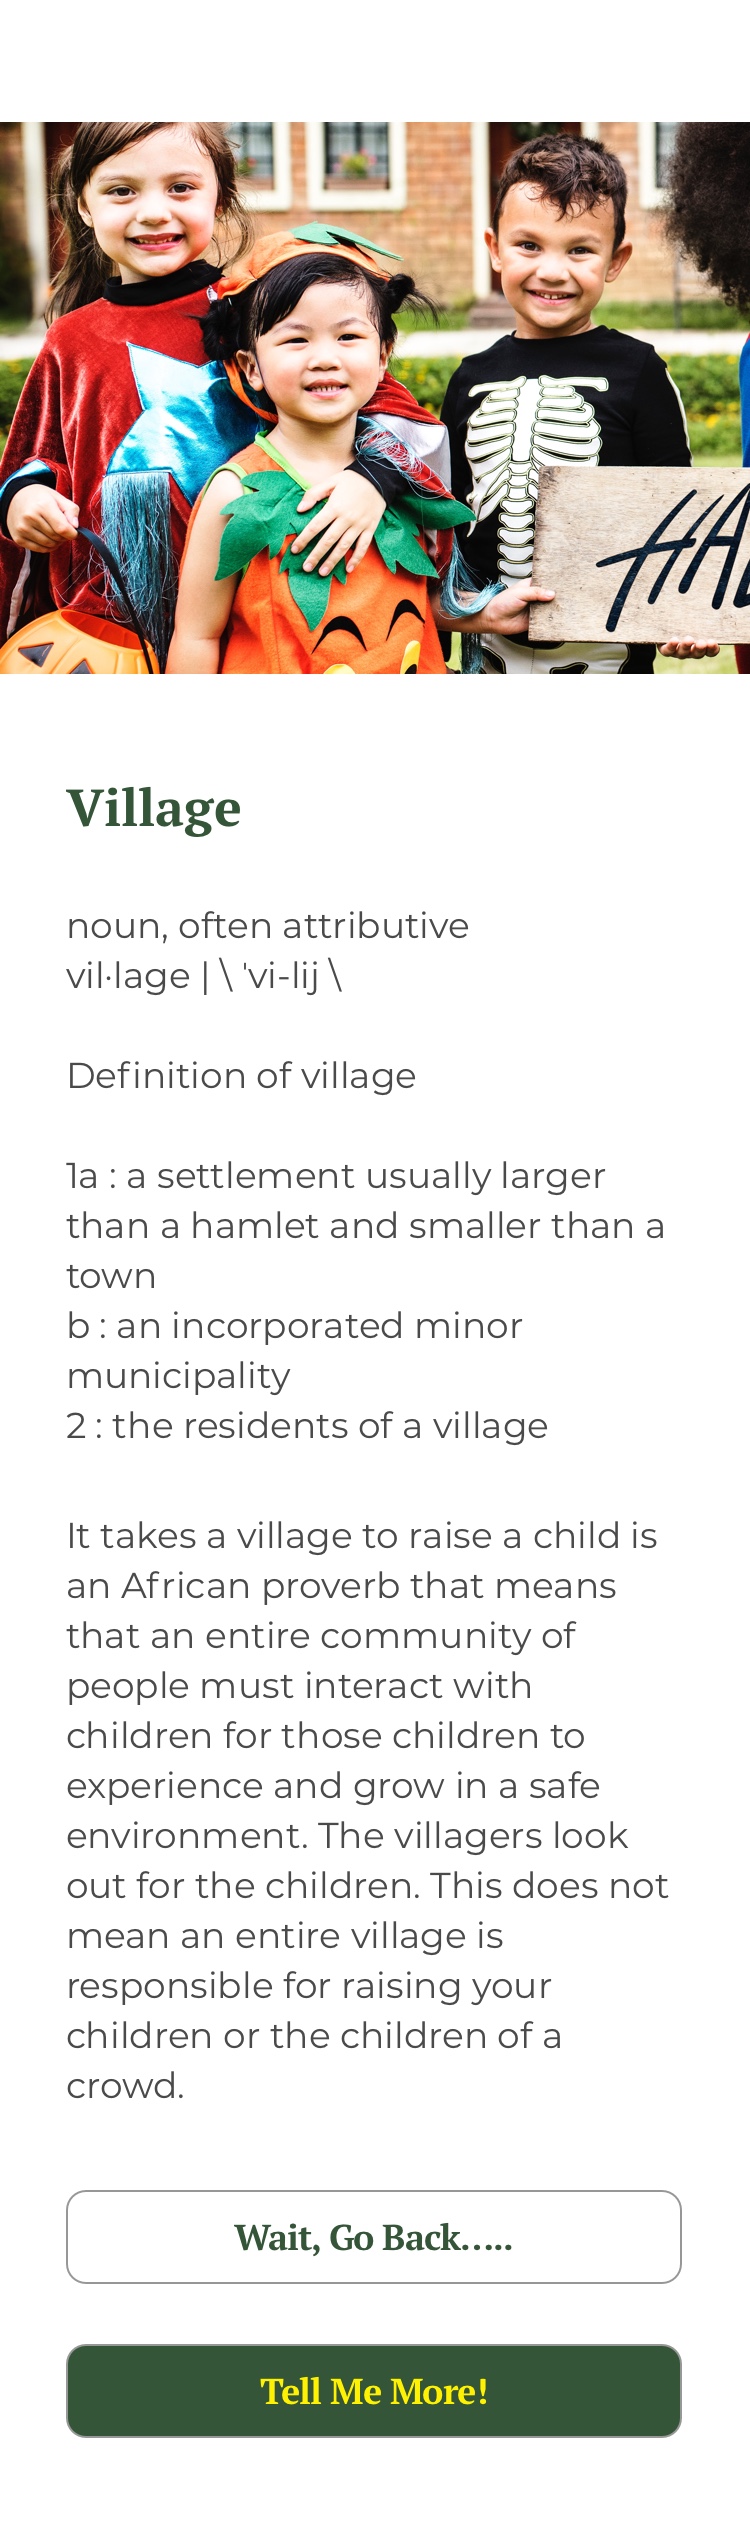 HA
Village
noun, often attributive
vil·lage | \ ˈvi-lij \
Definition of village
1a : a settlement usually larger
than a hamlet and smaller than a
town
b : an incorporated minor
municipality
2 : the residents of a village
It takes a village to raise a child is
an African proverb that means
that an entire community of
people must interact with
children for those children to
experience and grow in a safe
environment. The villagers look
out for the children. This does not
mean an entire village is
responsible for raising your
children or the children of a
crowd.
Wait, Go Back.....
Tell Me More!